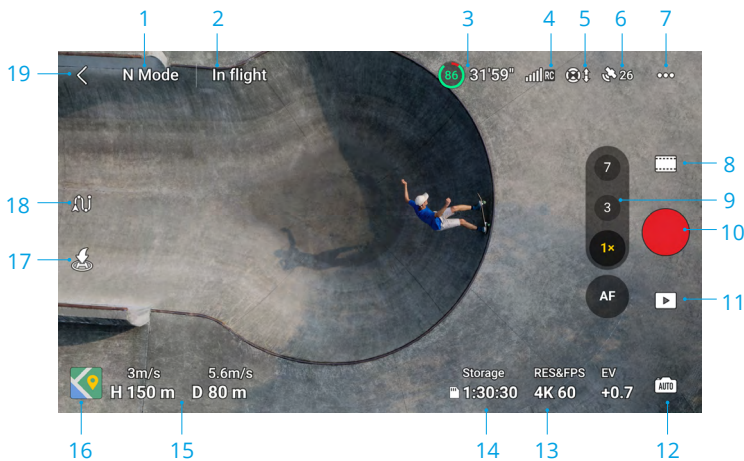 1 2 3 4 5 6 7
19 N Mode In flight 86 31'59" RC 26
7 8
3 9
18 10
1×
17
AF 11
3m/s 5.6m/s Storage RES&FPS EV
H 150 m D 80 m 1:30:30 4K 60 +0.7 AUTO
16 15 14 13 12